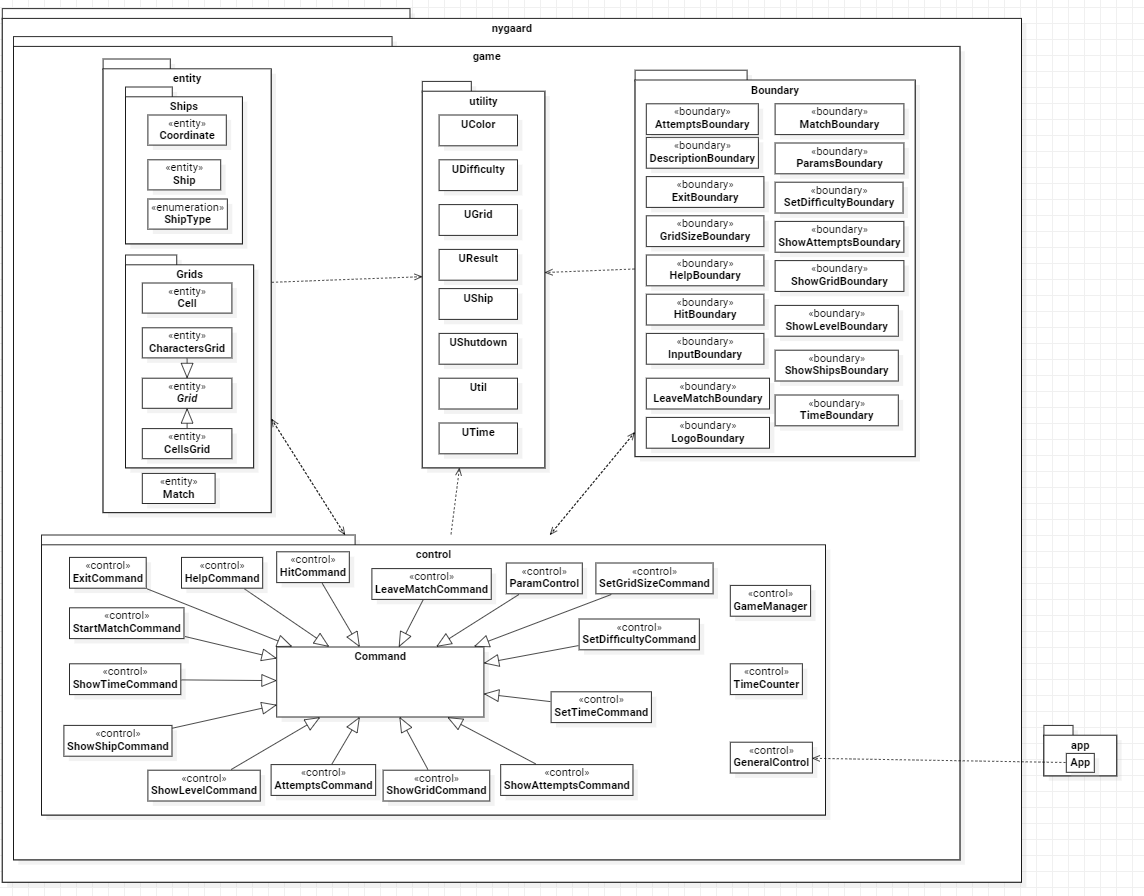 nygaard
game
entity
Ships
«entity»
Coordinate
«entity»
Ship
«enumeration»
ShipType
Grids
«entity»
Cell
«entity»
CharactersGrid
«entity»
Grid
«entity»
CellsGrid
«entity»
Match
utility
UColor
UDifficulty
UGrid
UResult
UShip
UShutdown
Util
UTime
Boundary
«boundary»
AttemptsBoundary
«boundary»
DescriptionBoundary
«boundary»
ExitBoundary
«boundary»
GridSizeBoundary
«boundary»
HelpBoundary
«boundary»
HitBoundary
«boundary»
InputBoundary
«boundary»
LeaveMatchBoundary
«boundary»
LogoBoundary
«boundary»
MatchBoundary
«boundary»
ParamsBoundary
«boundary»
SetDifficultyBoundary
«boundary»
ShowAttemptsBoundary
«boundary»
ShowGridBoundary
«boundary»
ShowLevelBoundary
«boundary»
ShowShipsBoundary
«boundary»
TimeBoundary
control
«control»
ExitCommand
«control»
HelpCommand
«control»
HitCommand
«control»
LeaveMatchCommand
«control»
ParamControl
«control»
SetGridSizeCommand
«control»
GameManager
«control»
StartMatchCommand
«control»
SetDifficultyCommand
Command
«control»
ShowTimeCommand
«control»
TimeCounter
«control»
SetTimeCommand
«control»
ShowShipCommand
«control»
GeneralControl
«control»
ShowLevelCommand
«control»
AttemptsCommand
«control»
ShowGridCommand
«control»
ShowAttemptsCommand
app
App